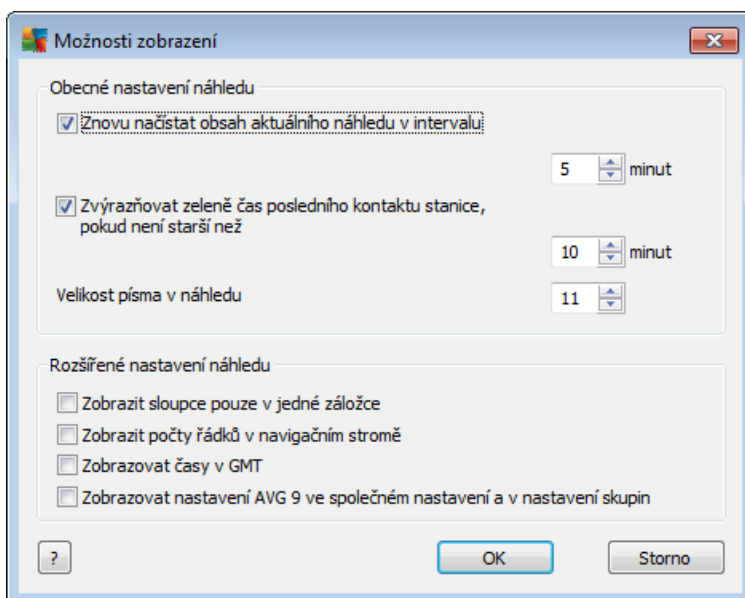 Možnosti zobrazení
Obecné nastavení náhledu
Znovu načístat obsah aktuálního náhledu v intervalu
5 minut
Zvýrazňovat zeleně čas posledního kontaktu stanice,
pokud není starší než
10 minut
Velikost písma v náhledu
11
Rozšířené nastavení náhledu
Zobrazit sloupce pouze v jedné záložce
Zobrazit počty řádků v navigačním stromě
Zobrazovat časy v GMT
Zobrazovat nastavení AVG 9 ve společném nastavení a v nastavení skupin
?
OK
Storno